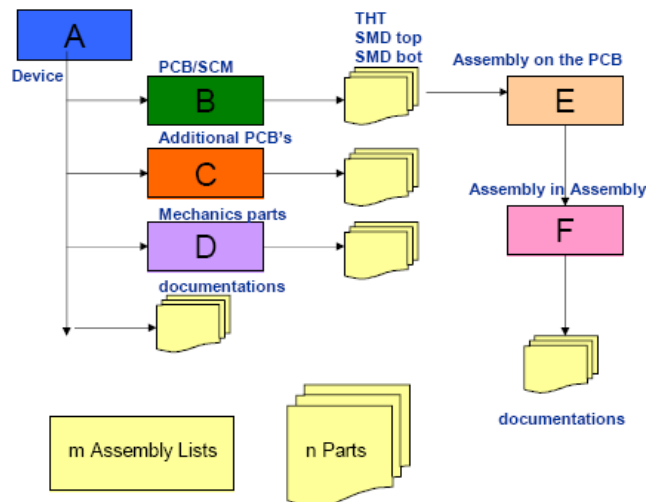 A
Device
PCB/SCM
B
THT
SMD top
SMD bot
Assembly on the PCB
E
Additional PCB's
C
Assembly in Assembly
F
Mechanics parts
D
documentations
documentations
m Assembly Lists
n Parts